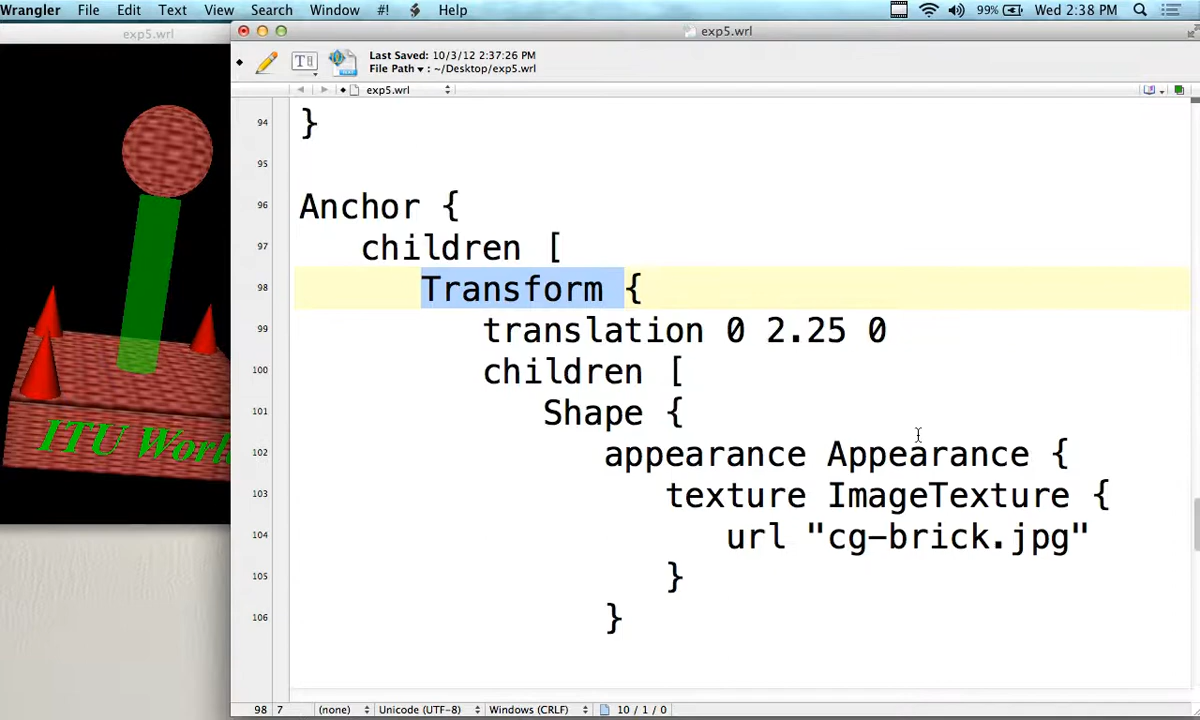 Wrangler File Edit Text View Search Window #! Help 99% Wed 2:38 PM
exp5.wrl
exp5.wrl
Last Saved: 10/3/12 2:37:26 PM
File Path ▾ : ~/Desktop/exp5.wrl
exp5.wrl
94 }
95
96 Anchor {
97 children [
98 Transform {
99 translation 0 2.25 0
100 children [
101 Shape {
102 appearance Appearance {
103 texture ImageTexture {
104 url "cg-brick.jpg"
105 }
106 }
ITU Worl
98 7 (none) Unicode (UTF-8) Windows (CRLF) 10 / 1 / 0